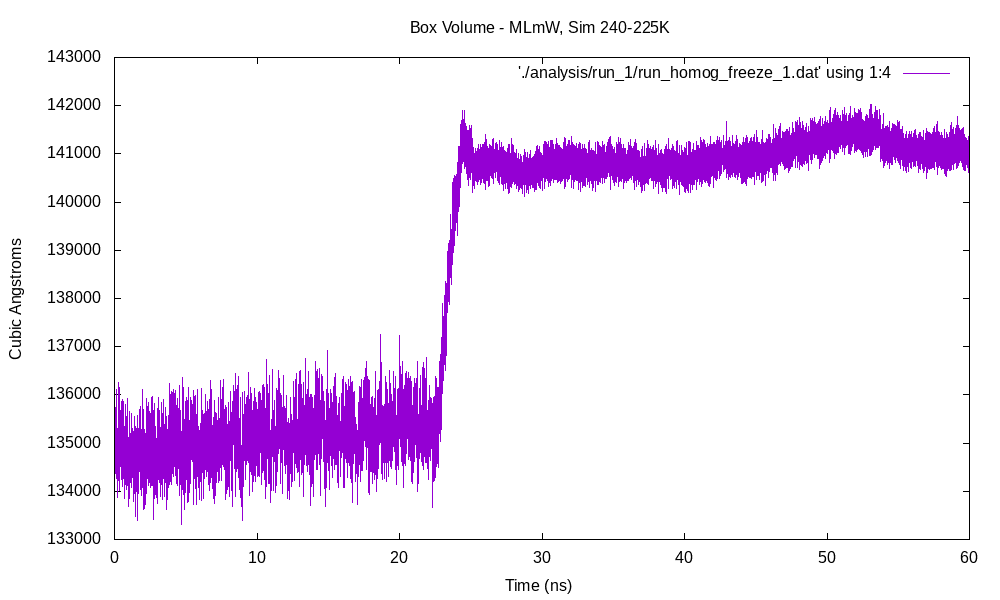 Box Volume - MLmW, Sim 240-225K
'./analysis/run_1/run_homog_freeze_1.dat' using 1:4
143000
142000
141000
140000
139000
138000
137000
136000
135000
134000
133000
Cubic Angstroms
0 10 20 30 40 50 60
Time (ns)